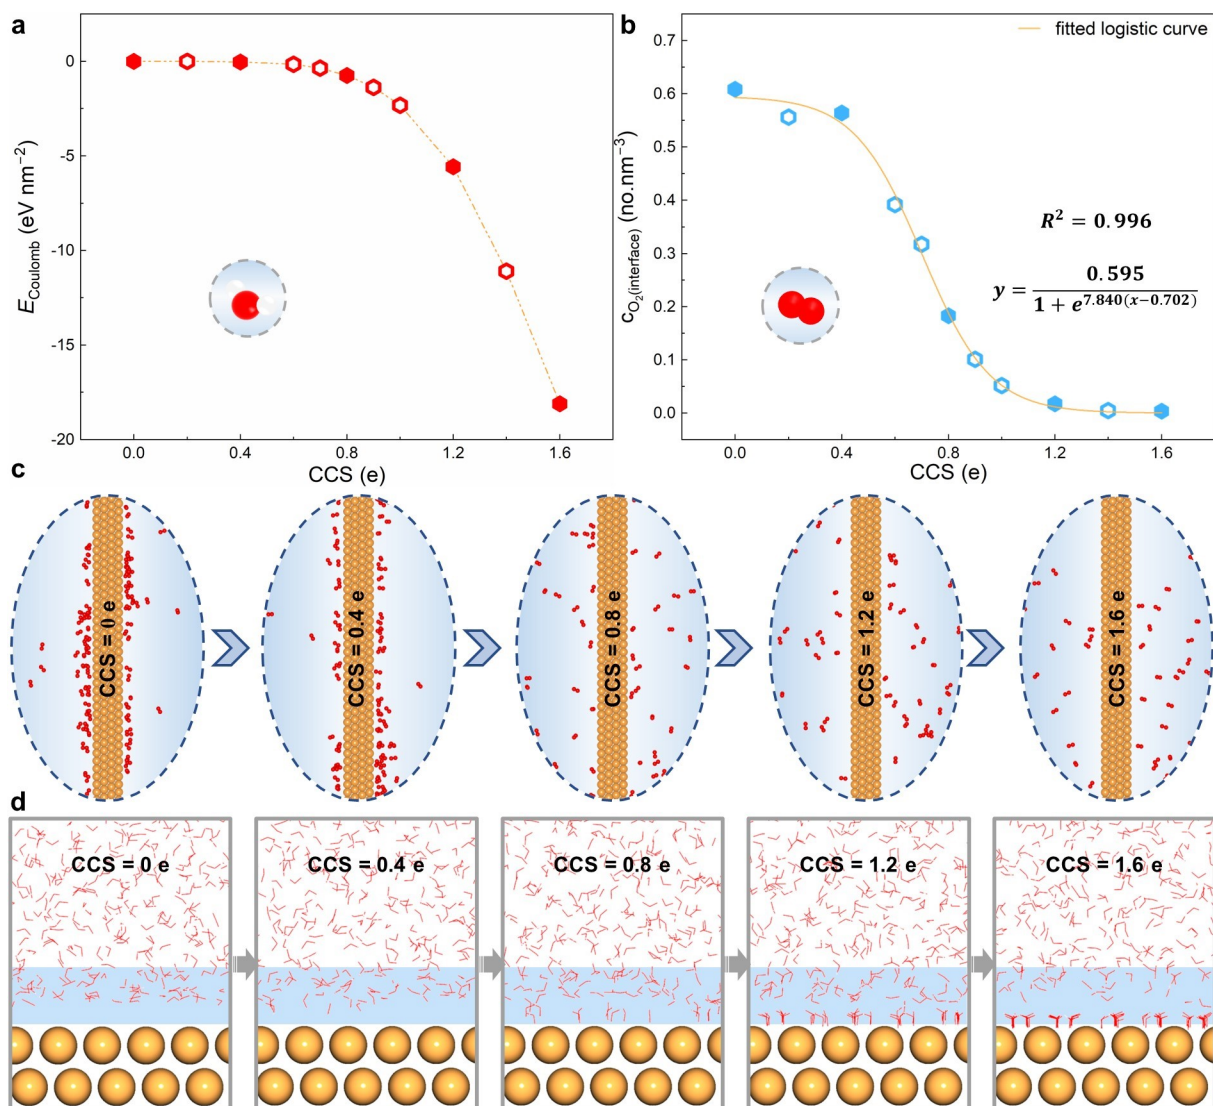 a
0
-5
-10
-15
-20
E_Coulomb (eV nm⁻²)
0.0 0.4 0.8 1.2 1.6
CCS (e)
b
fitted logistic curve
0.7
0.6
0.5
0.4
0.3
0.2
0.1
0.0
c_O₂(interface) (no.nm⁻³)
R² = 0.996
y = 0.595 / 1 + e^7.840(x−0.702)
0.0 0.4 0.8 1.2 1.6
CCS (e)
c
CCS = 0 e
CCS = 0.4 e
CCS = 0.8 e
CCS = 1.2 e
CCS = 1.6 e
d
CCS = 0 e
CCS = 0.4 e
CCS = 0.8 e
CCS = 1.2 e
CCS = 1.6 e